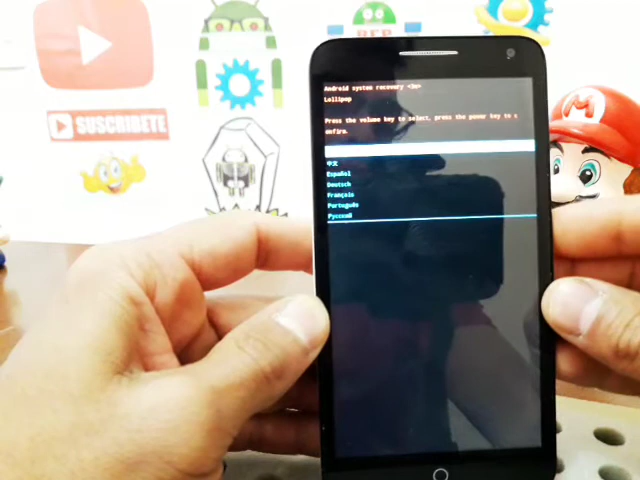 SUSCRIBETE
Android system recovery <3e>
Lollipop
Press the volume key to select, press the power key to c
onfirm.
中文
Español
Deutsch
Français
Português
Русский
M